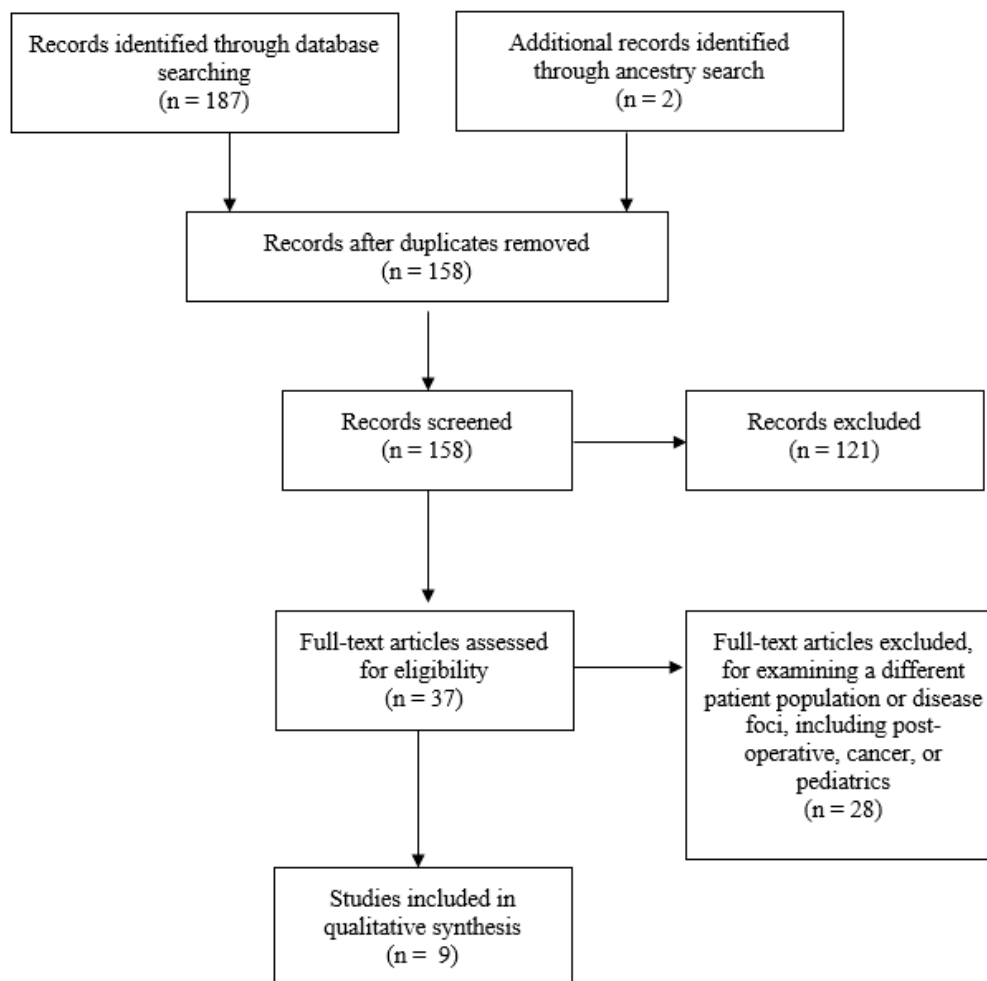 Records identified through database
searching
(n = 187)
Additional records identified
through ancestry search
(n = 2)
Records after duplicates removed
(n = 158)
Records screened
(n = 158)
Records excluded
(n = 121)
Full-text articles assessed
for eligibility
(n = 37)
Full-text articles excluded,
for examining a different
patient population or disease
foci, including post-
operative, cancer, or
pediatrics
(n = 28)
Studies included in
qualitative synthesis
(n =  9)